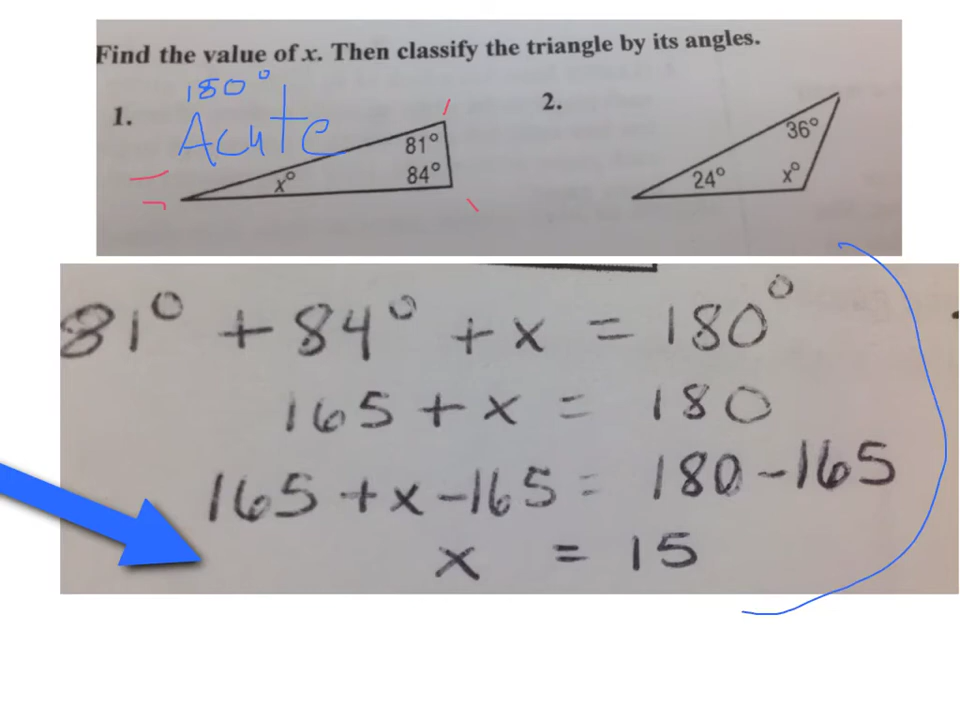 Find the value of x. Then classify the triangle by its angles.
180°
1.
Acute
x°
81°
84°
2.
24°
36°
x°
81° + 84° + x = 180°
165 + x = 180
165 + x - 165 = 180 - 165
x = 15